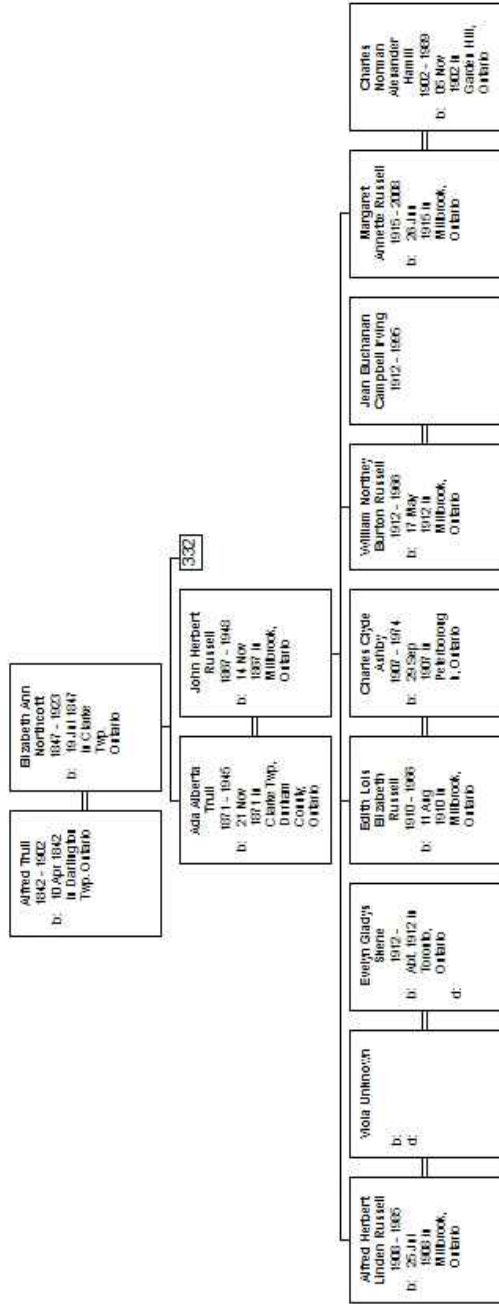 Alfred Trull
1842 - 1902
b: 10 Apr 1842
in Darlington
Twp. Ontario
Elizabeth Ann
Northcott
1847 - 1923
b: 19 Jul 1847
in Clarke
Twp.
Ontario
Ada Alberta
Trull
1871 - 1945
b: 21 Nov
1871 in
Clarke Twp,
Durham
County,
Ontario
John Herbert
Russell
1867 - 1948
b: 14 Nov
1867 in
Millbrook,
Ontario
332
Alfred Herbert
Linden Russell
1908 - 1985
b: 25 Jul
1908 in
Millbrook,
Ontario
Viola Unknown
b:
d:
Evelyn Gladys
1912 -
b: Abt. 1912 in
Toronto,
Ontario
d:
Edith Lois
Elizabeth
Russell
1910 - 1966
b: 11 Aug
1910 in
Millbrook,
Ontario
Charles Clyde
Ashby
1907 - 1974
b: 29 Sep
1907 in
Peterboroug
h, Ontario
William Northey
Burton Russell
1912 - 1966
b: 17 May
1912 in
Millbrook,
Ontario
Jean Buchanan
Campbell Irving
1912 - 1995
Margaret
Annette Russell
1915 - 2008
b: 26 Jun
1915 in
Millbrook,
Ontario
Charles
Norman
Alexander
Hamill
1902 - 1989
b: 05 Nov
1902 in
Garden Hill,
Ontario